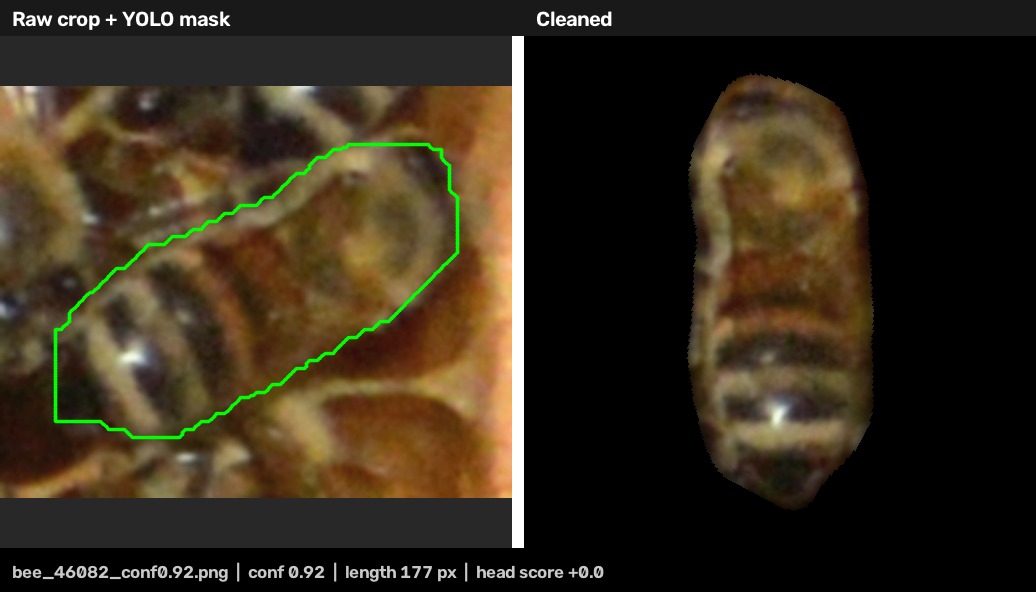 Raw crop + YOLO mask
Cleaned
bee_46082_conf0.92.png | conf 0.92 | length 177 px | head score +0.0